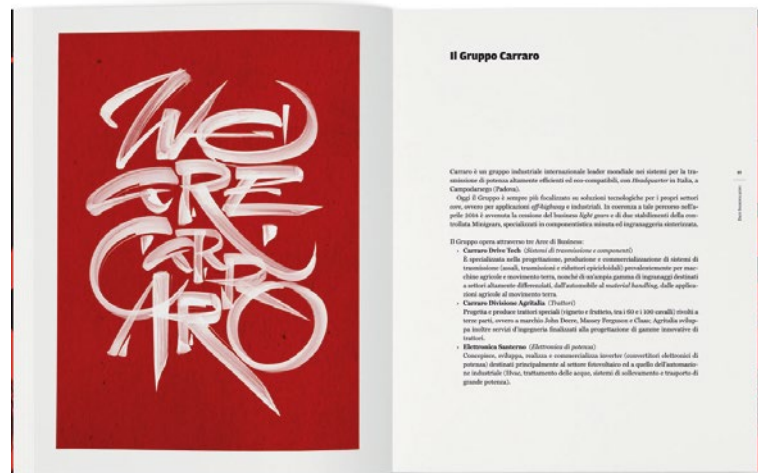 WE
ARE
CARR
ARO
Il Gruppo Carraro
Carraro è un gruppo industriale internazionale leader mondiale nei sistemi per la tra-
smissione di potenza altamente efficienti ed eco-compatibili, con Headquarter in Italia, a
Campodarsego (Padova).
Oggi il Gruppo è sempre più focalizzato su soluzioni tecnologiche per i propri settori
core, ovvero per applicazioni off-highway e industriali. In coerenza a tale percorso nell'a-
prile 2014 è avvenuta la cessione del business light gears e di due stabilimenti della con-
trollata Minigears, specializzati in componentistica minuta ed ingranaggeria sinterizzata.
Il Gruppo opera attraverso tre Aree di Business:
› Carraro Drive Tech (Sistemi di trasmissione e componenti)
È specializzata nella progettazione, produzione e commercializzazione di sistemi di
trasmissione (assali, trasmissioni e riduttori epicicloidali) prevalentemente per mac-
chine agricole e movimento terra, nonché di un'ampia gamma di ingranaggi destinati
a settori altamente differenziati, dall'automobile al material handling, dalle applica-
zioni agricole al movimento terra.
› Carraro Divisione Agritalia (Trattori)
Progetta e produce trattori speciali (vigneto e frutteto, tra i 60 e i 100 cavalli) rivolti a
terze parti, ovvero a marchio John Deere, Massey Ferguson e Claas; Agritalia svilup-
pa inoltre servizi d'ingegneria finalizzati alla progettazione di gamme innovative di
trattori.
› Elettronica Santerno (Elettronica di potenza)
Concepisce, sviluppa, realizza e commercializza inverter (convertitori elettronici di
potenza) destinati principalmente al settore fotovoltaico ed a quello dell'automazio-
ne industriale (Hvac, trattamento delle acque, sistemi di sollevamento e trasporto di
grande potenza).